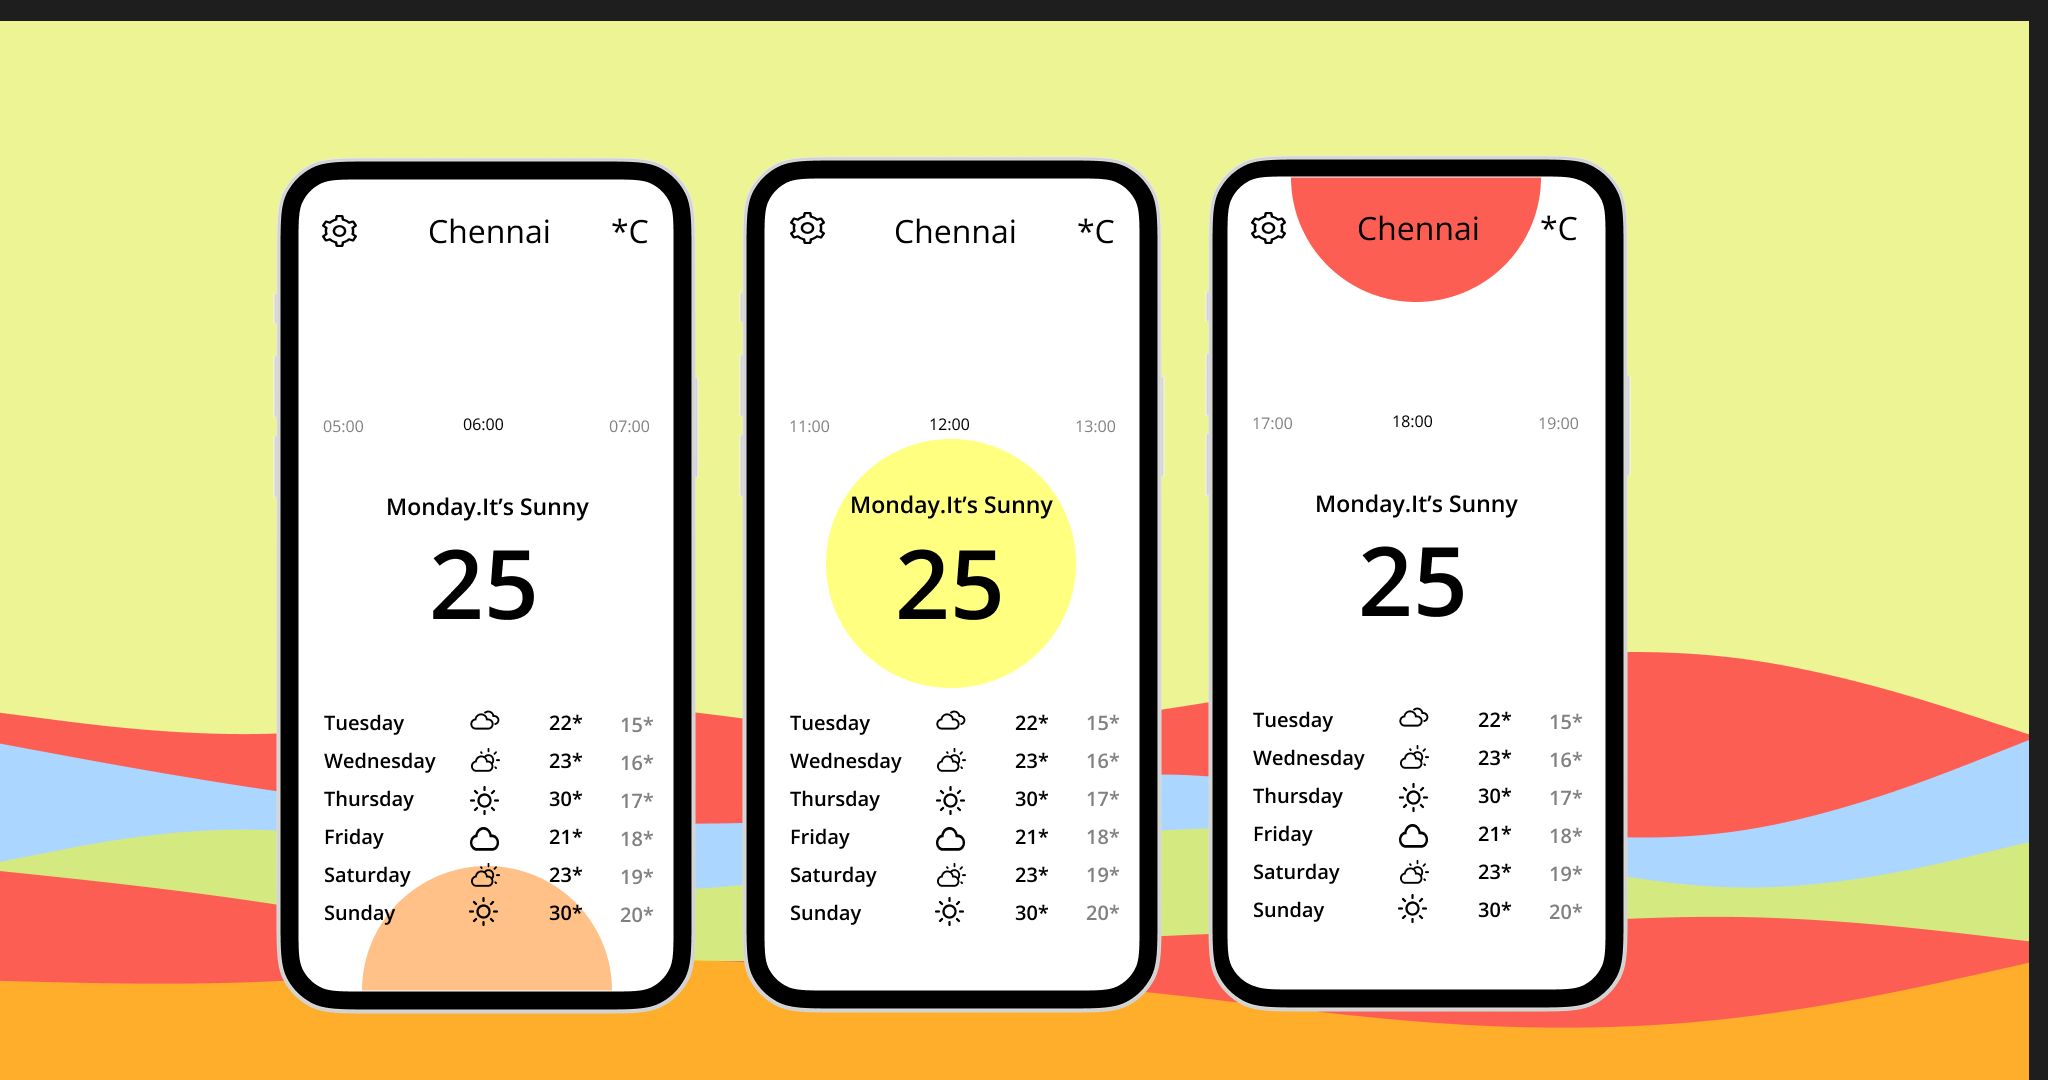 Chennai *C
05:00 06:00 07:00
Monday.It’s Sunny
25
Tuesday 22* 15*
Wednesday 23* 16*
Thursday 30* 17*
Friday 21* 18*
Saturday 23* 19*
Sunday 30* 20*
Chennai *C
11:00 12:00 13:00
Monday.It’s Sunny
25
Tuesday 22* 15*
Wednesday 23* 16*
Thursday 30* 17*
Friday 21* 18*
Saturday 23* 19*
Sunday 30* 20*
Chennai *C
17:00 18:00 19:00
Monday.It’s Sunny
25
Tuesday 22* 15*
Wednesday 23* 16*
Thursday 30* 17*
Friday 21* 18*
Saturday 23* 19*
Sunday 30* 20*